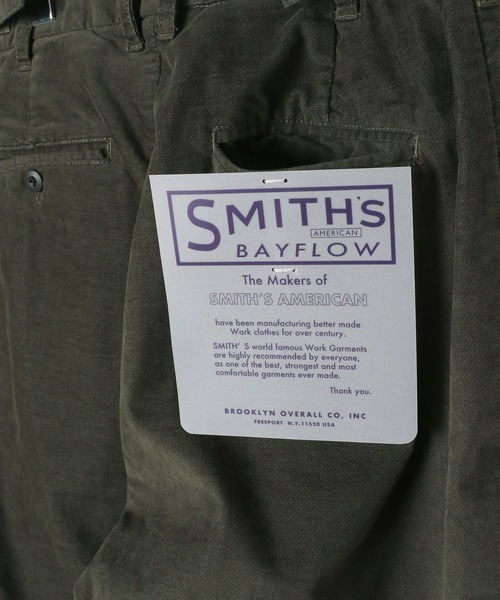 SMITH'S
AMERICAN
BAYFLOW
The Makers of
SMITH'S AMERICAN
have been manufacturing better made
Work clothes for over century.
SMITH' S world famous Work Garments
are highly recommended by everyone,
as one of the best, strongest and most
comfortable garments ever made.
Thank you.
BROOKLYN OVERALL CO, INC
FREEPORT N.Y.11520 USA